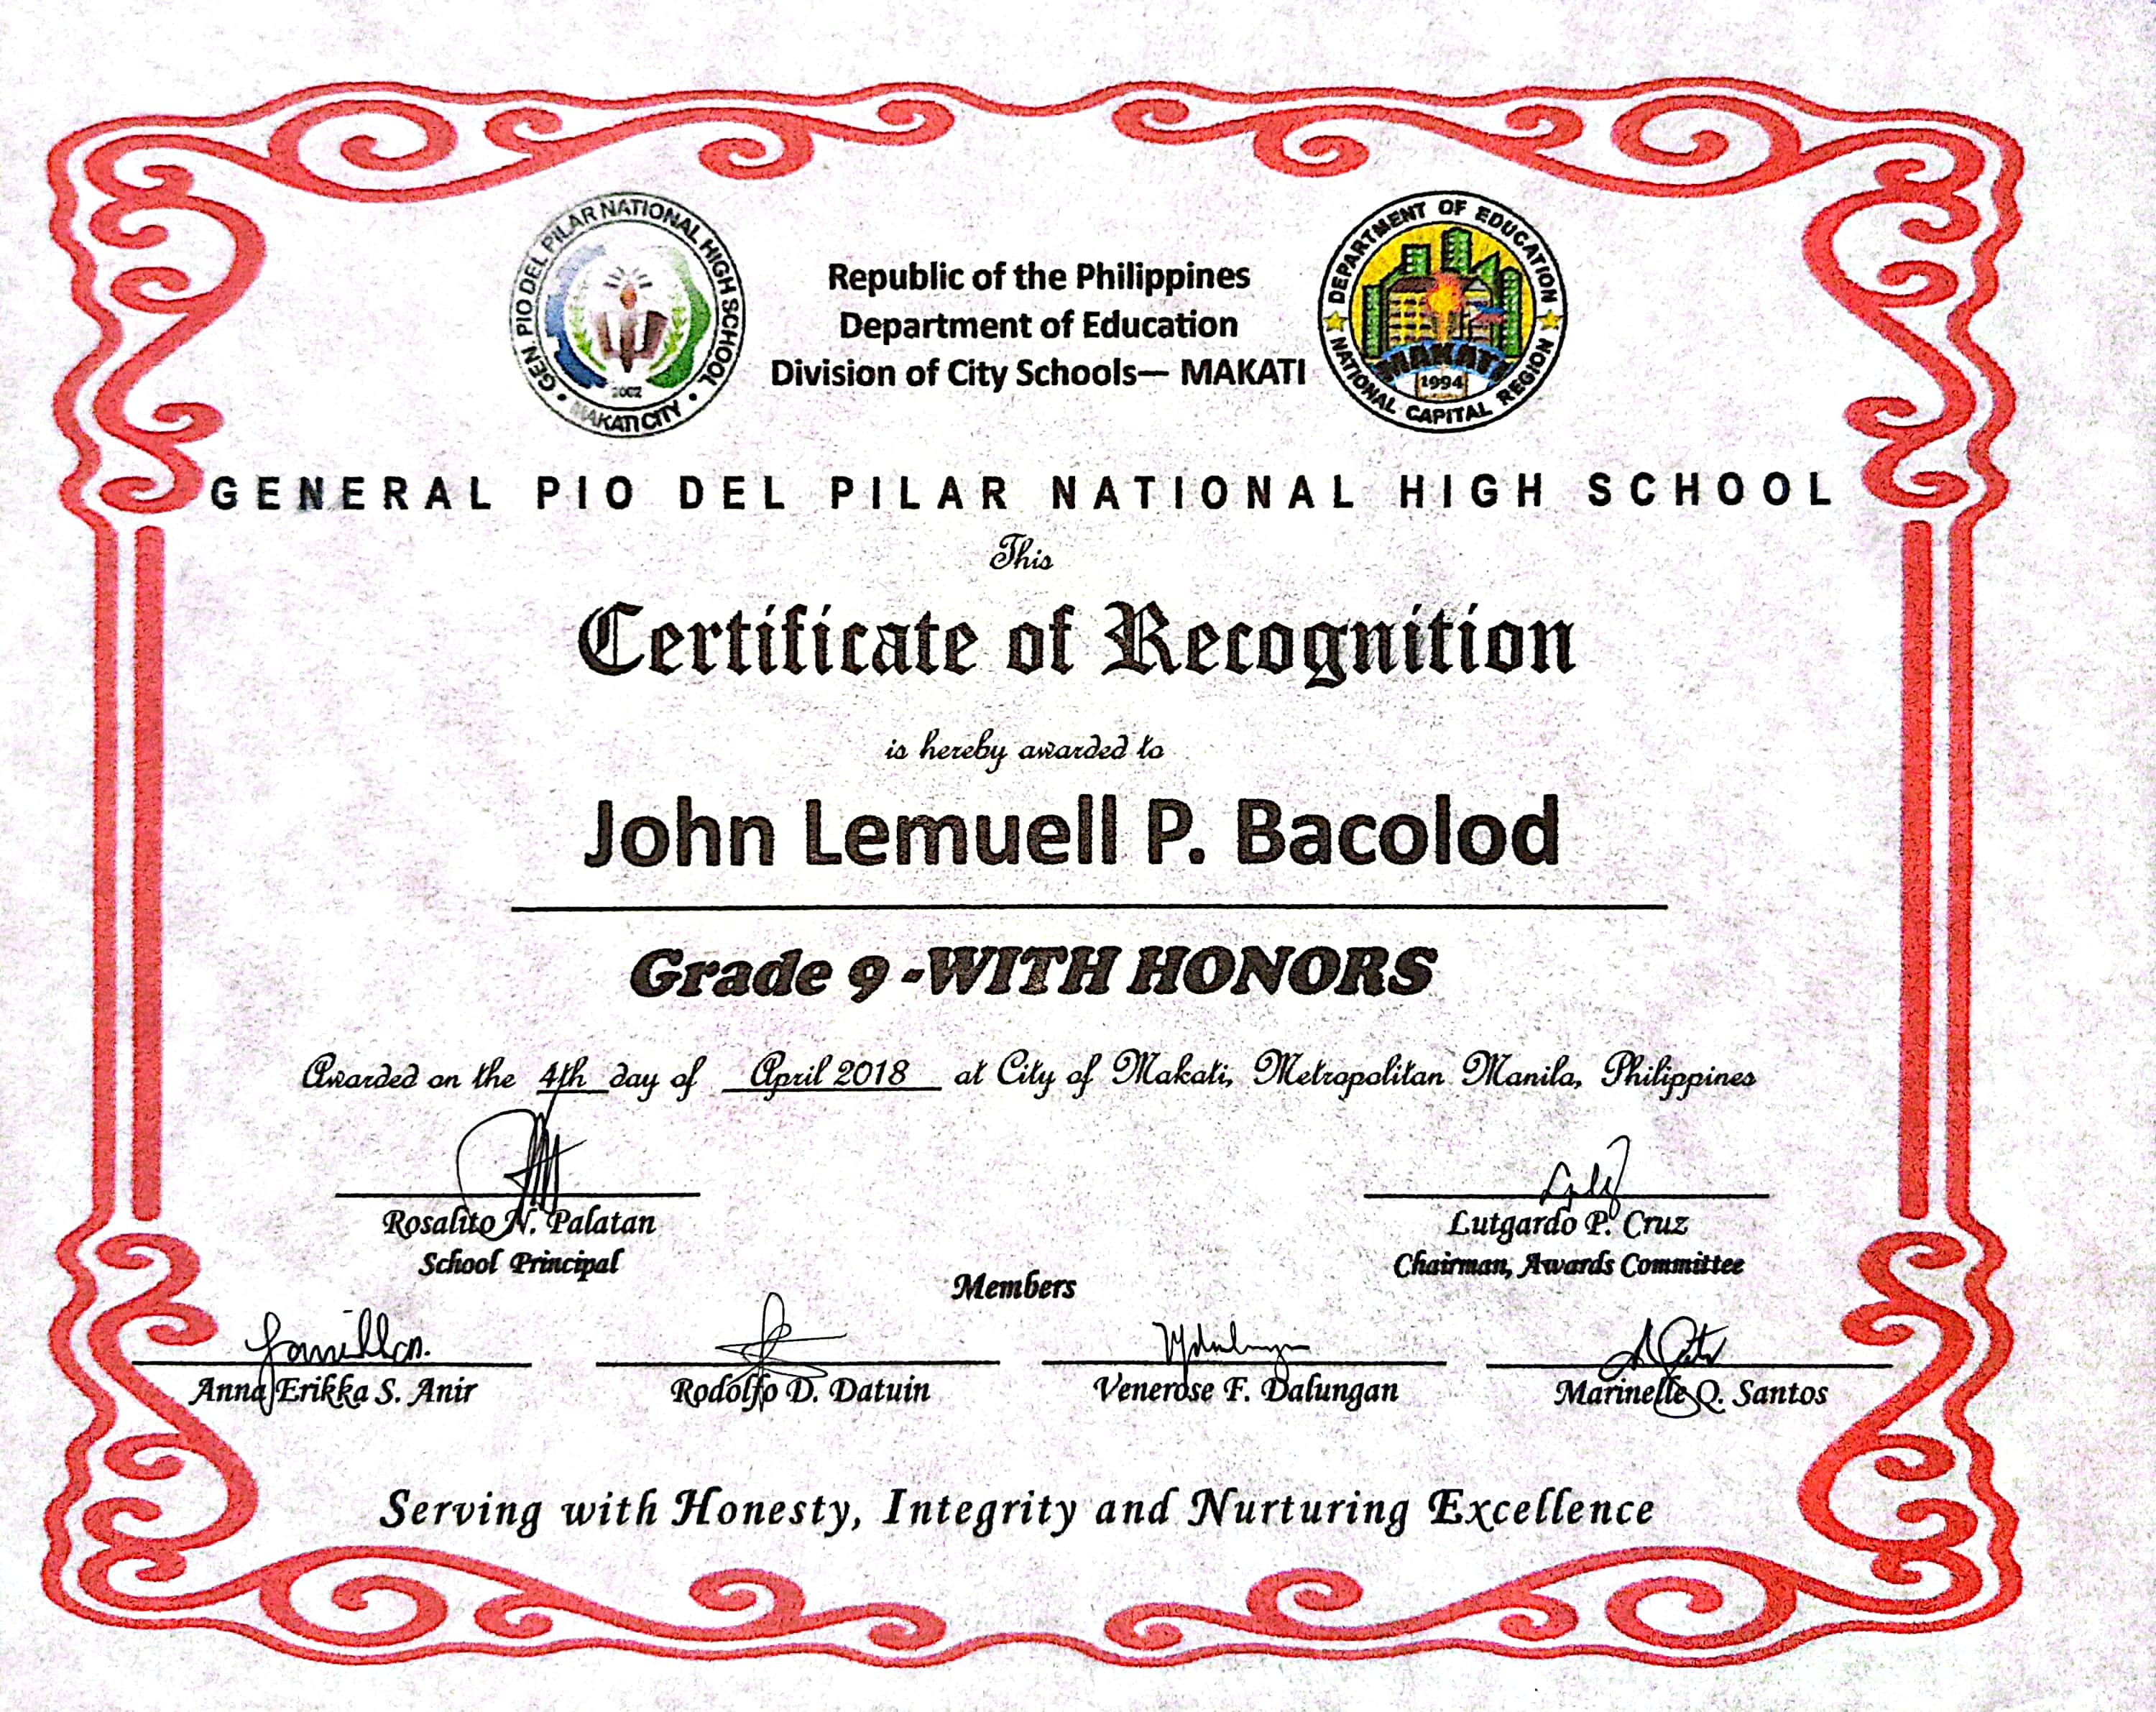 GEN. PIO DEL PILAR NATIONAL HIGH SCHOOL
2002
• MAKATI CITY •
Republic of the Philippines
Department of Education
Division of City Schools— MAKATI
DEPARTMENT OF EDUCATION
MAKATI
1994
NATIONAL CAPITAL REGION
GENERAL PIO DEL PILAR NATIONAL HIGH SCHOOL
This
Certificate of Recognition
is hereby awarded to
John Lemuell P. Bacolod
Grade 9 -WITH HONORS
Awarded on the 4th day of April 2018 at City of Makati, Metropolitan Manila, Philippines
Rosalito N. Palatan
School Principal
Lutgardo P. Cruz
Chairman, Awards Committee
Members
Anna Erikka S. Anir
Rodolfo D. Datuin
Venerose F. Dalungan
Marinelle Q. Santos
Serving with Honesty, Integrity and Nurturing Excellence